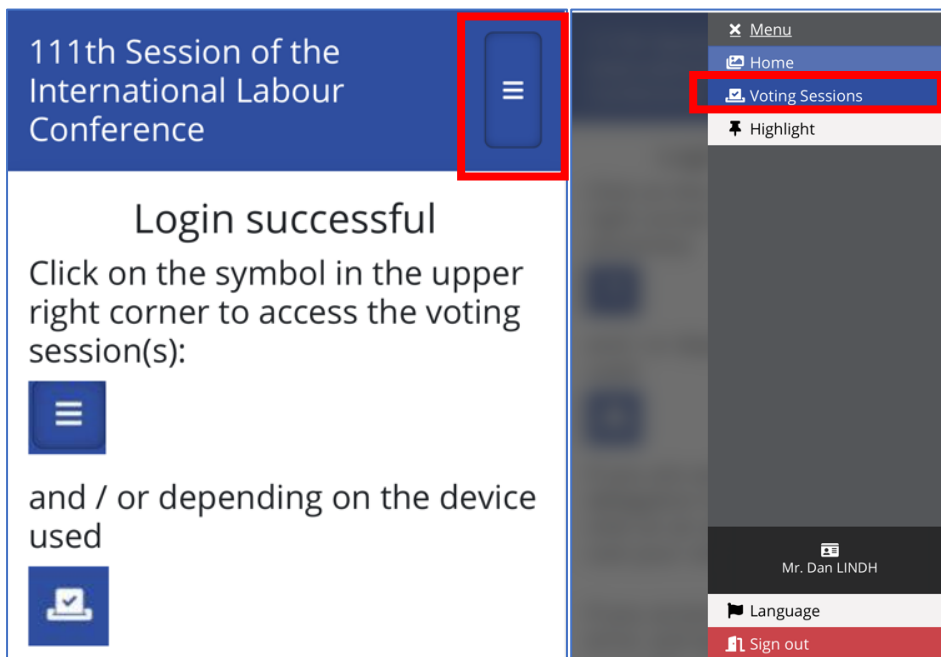 111th Session of the
International Labour
Conference
Login successful
Click on the symbol in the upper
right corner to access the voting
session(s):
and / or depending on the device
used
Menu
Home
Voting Sessions
Highlight
Mr. Dan LINDH
Language
Sign out